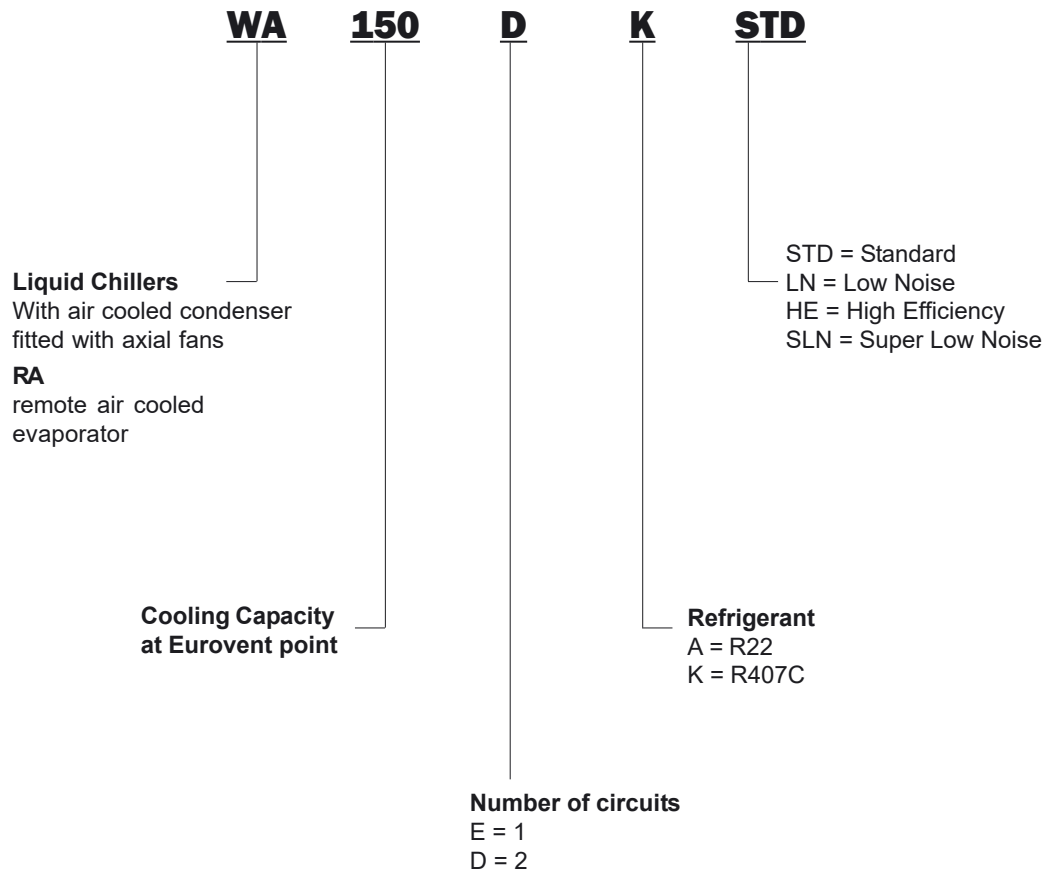 WA 150 D K STD
Liquid Chillers
With air cooled condenser
fitted with axial fans
RA
remote air cooled
evaporator
STD = Standard
LN = Low Noise
HE = High Efficiency
SLN = Super Low Noise
Cooling Capacity
at Eurovent point
Refrigerant
A = R22
K = R407C
Number of circuits
E = 1
D = 2